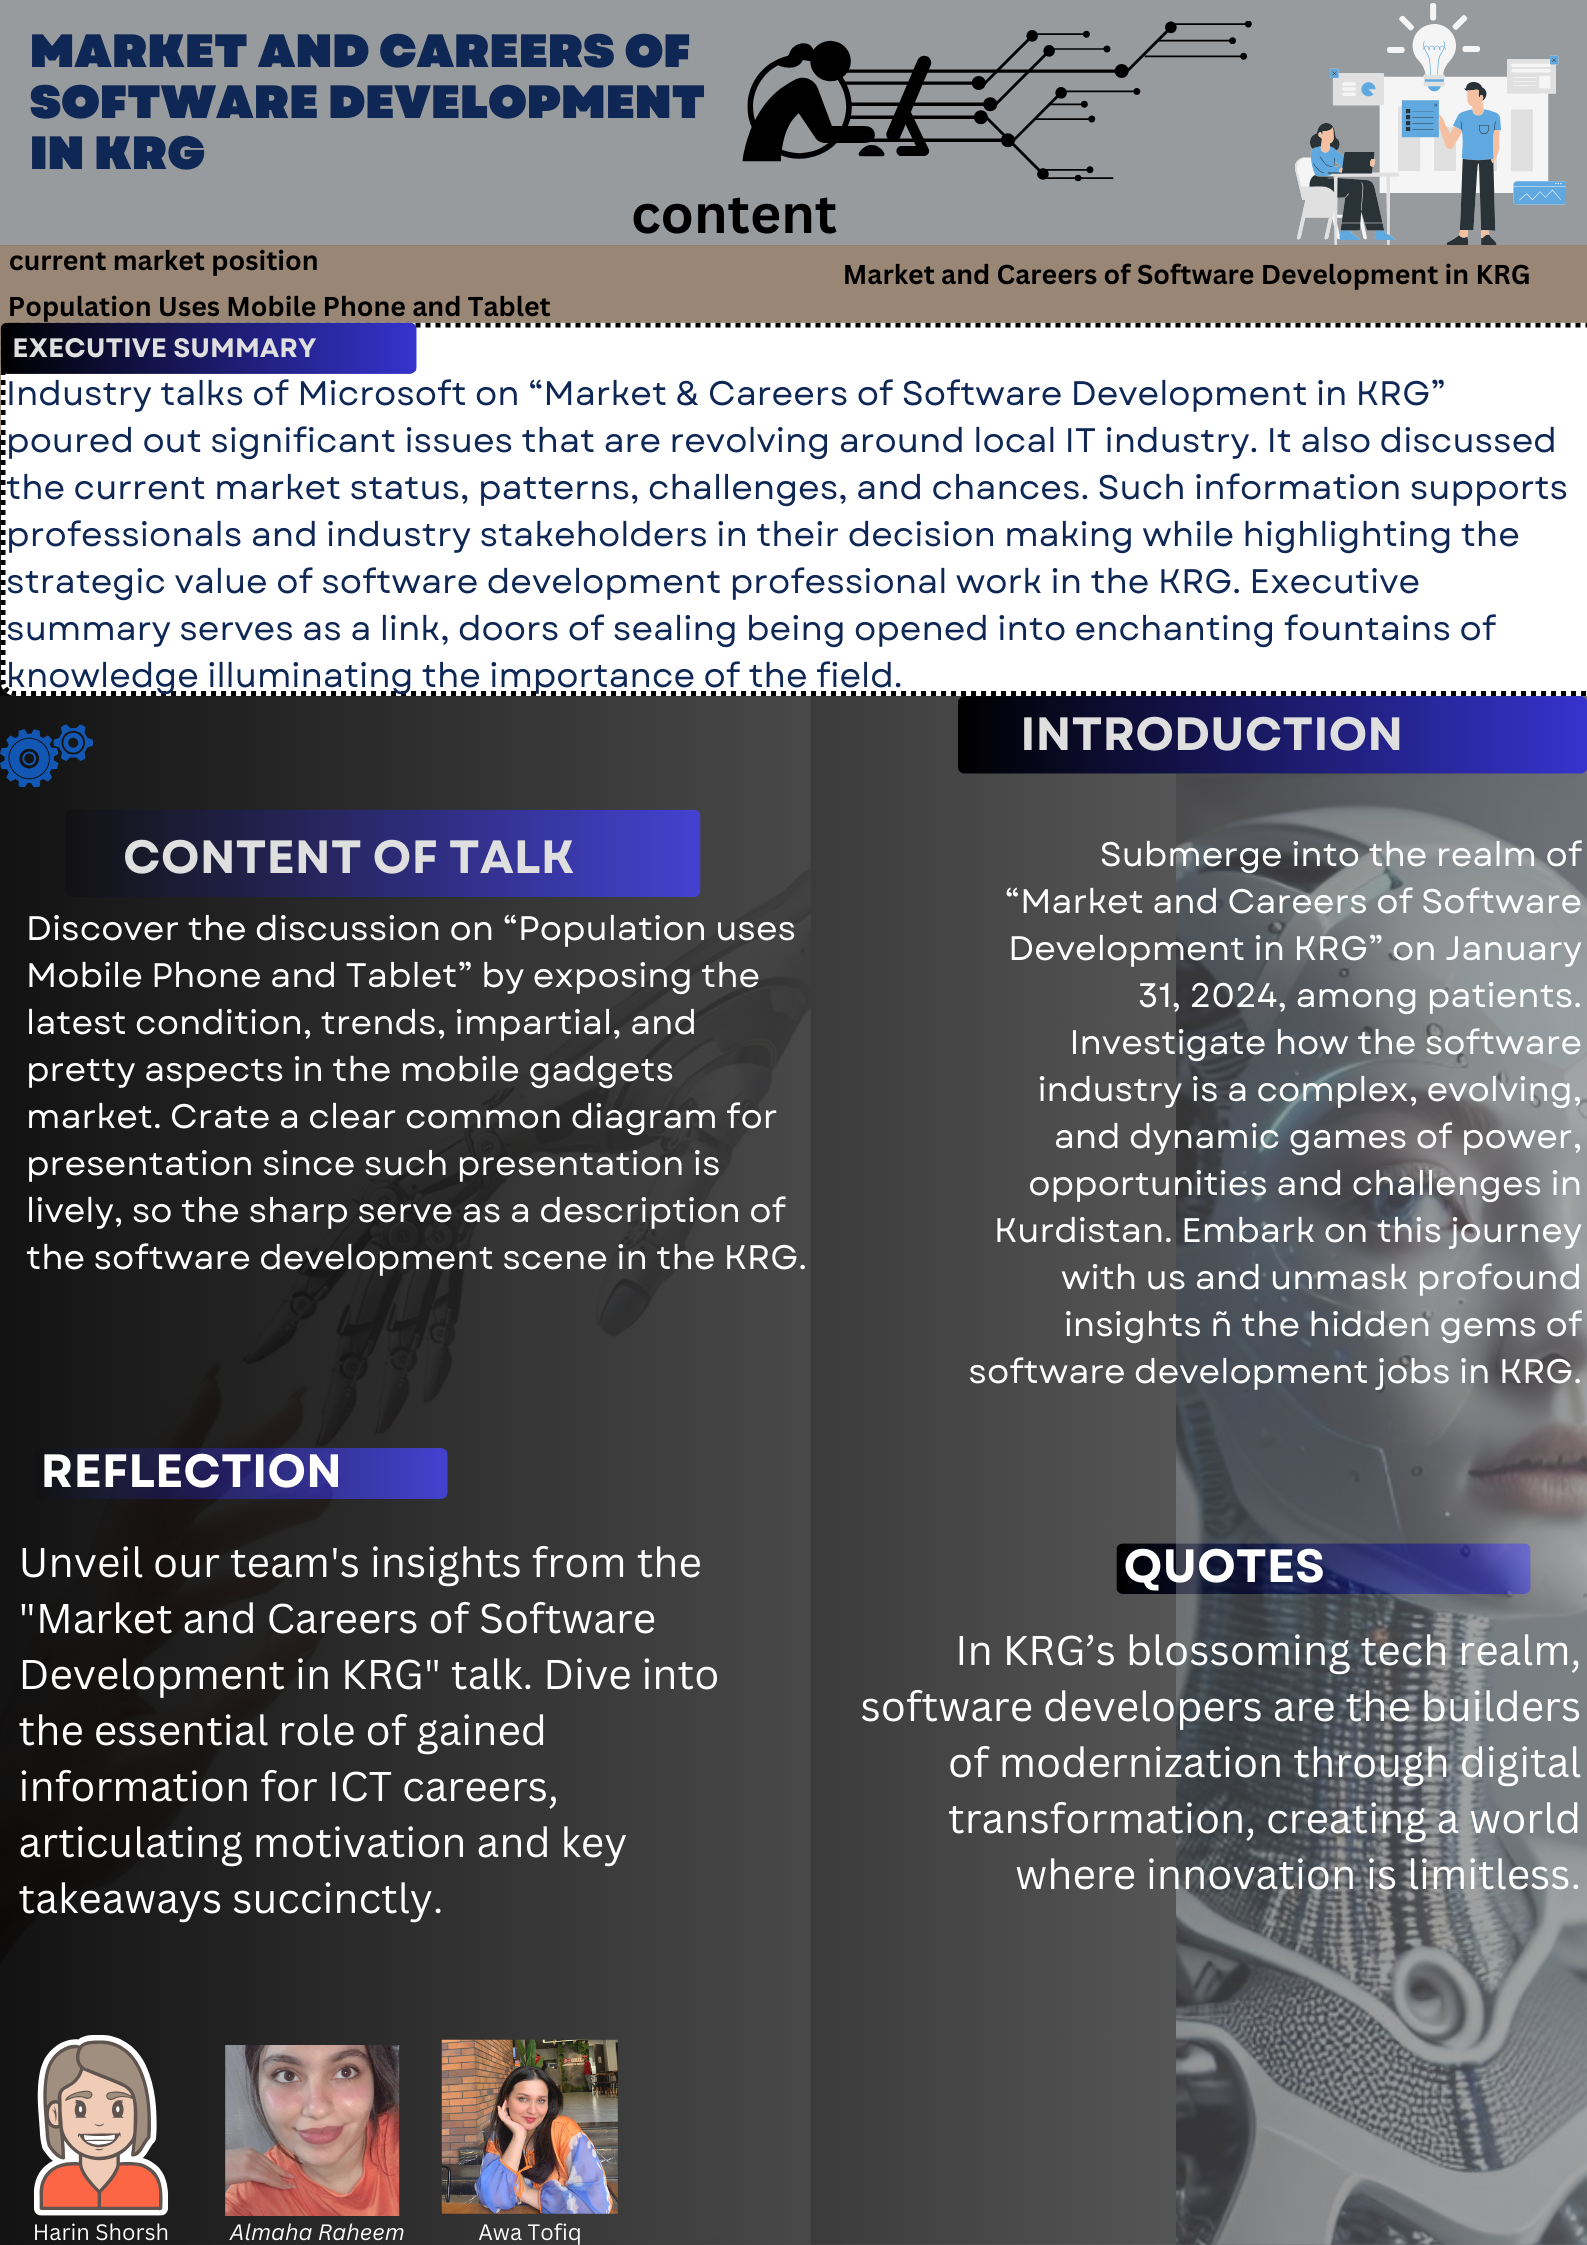 MARKET AND CAREERS OF
SOFTWARE DEVELOPMENT
IN KRG
content
current market position
Population Uses Mobile Phone and Tablet
Market and Careers of Software Development in KRG
EXECUTIVE SUMMARY
Industry talks of Microsoft on “Market & Careers of Software Development in KRG”
poured out significant issues that are revolving around local IT industry. It also discussed
the current market status, patterns, challenges, and chances. Such information supports
professionals and industry stakeholders in their decision making while highlighting the
strategic value of software development professional work in the KRG. Executive
summary serves as a link, doors of sealing being opened into enchanting fountains of
knowledge illuminating the importance of the field.
CONTENT OF TALK
Discover the discussion on “Population uses
Mobile Phone and Tablet” by exposing the
latest condition, trends, impartial, and
pretty aspects in the mobile gadgets
market. Crate a clear common diagram for
presentation since such presentation is
lively, so the sharp serve as a description of
the software development scene in the KRG.
INTRODUCTION
Submerge into the realm of
“Market and Careers of Software
Development in KRG” on January
31, 2024, among patients.
Investigate how the software
industry is a complex, evolving,
and dynamic games of power,
opportunities and challenges in
Kurdistan. Embark on this journey
with us and unmask profound
insights ñ the hidden gems of
software development jobs in KRG.
REFLECTION
Unveil our team's insights from the
"Market and Careers of Software
Development in KRG" talk. Dive into
the essential role of gained
information for ICT careers,
articulating motivation and key
takeaways succinctly.
QUOTES
In KRG’s blossoming tech realm,
software developers are the builders
of modernization through digital
transformation, creating a world
where innovation is limitless.
Harin Shorsh
Almaha Raheem
Awa Tofiq